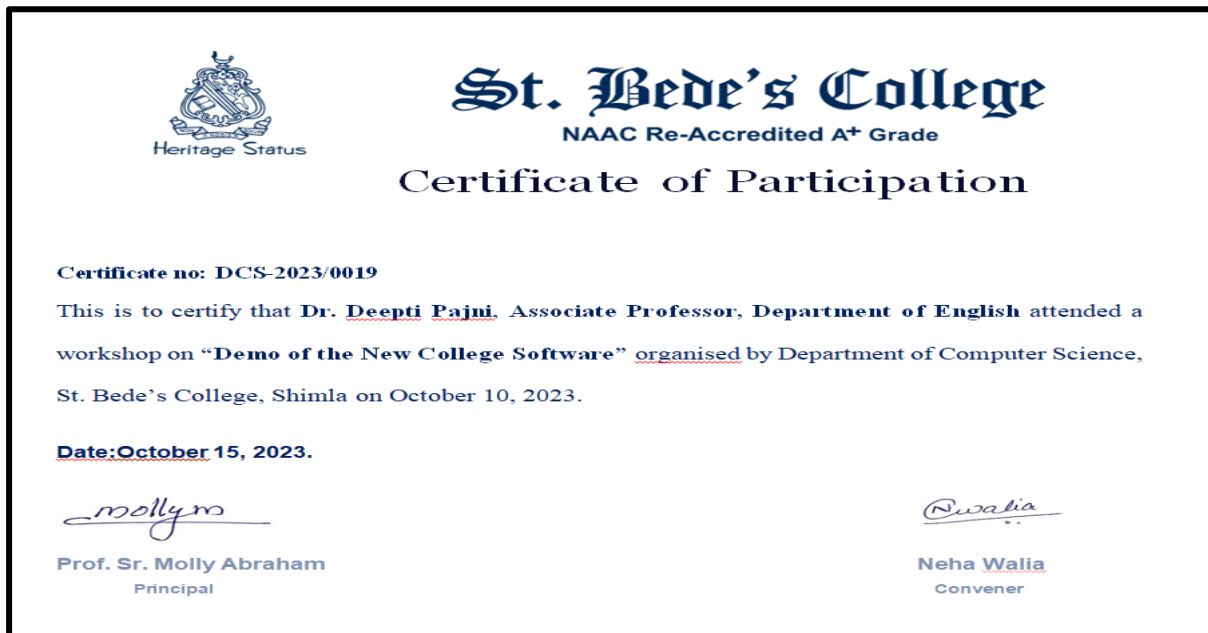 St. Bede's College
NAAC Re-Accredited A+ Grade
Heritage Status
Certificate of Participation
Certificate no: DCS-2023/0019
This is to certify that Dr. Deepti Pajni, Associate Professor, Department of English attended a
workshop on “Demo of the New College Software” organised by Department of Computer Science,
St. Bede’s College, Shimla on October 10, 2023.
Date:October 15, 2023.
mollym
Nwalia
Prof. Sr. Molly Abraham
Neha Walia
Principal
Convener